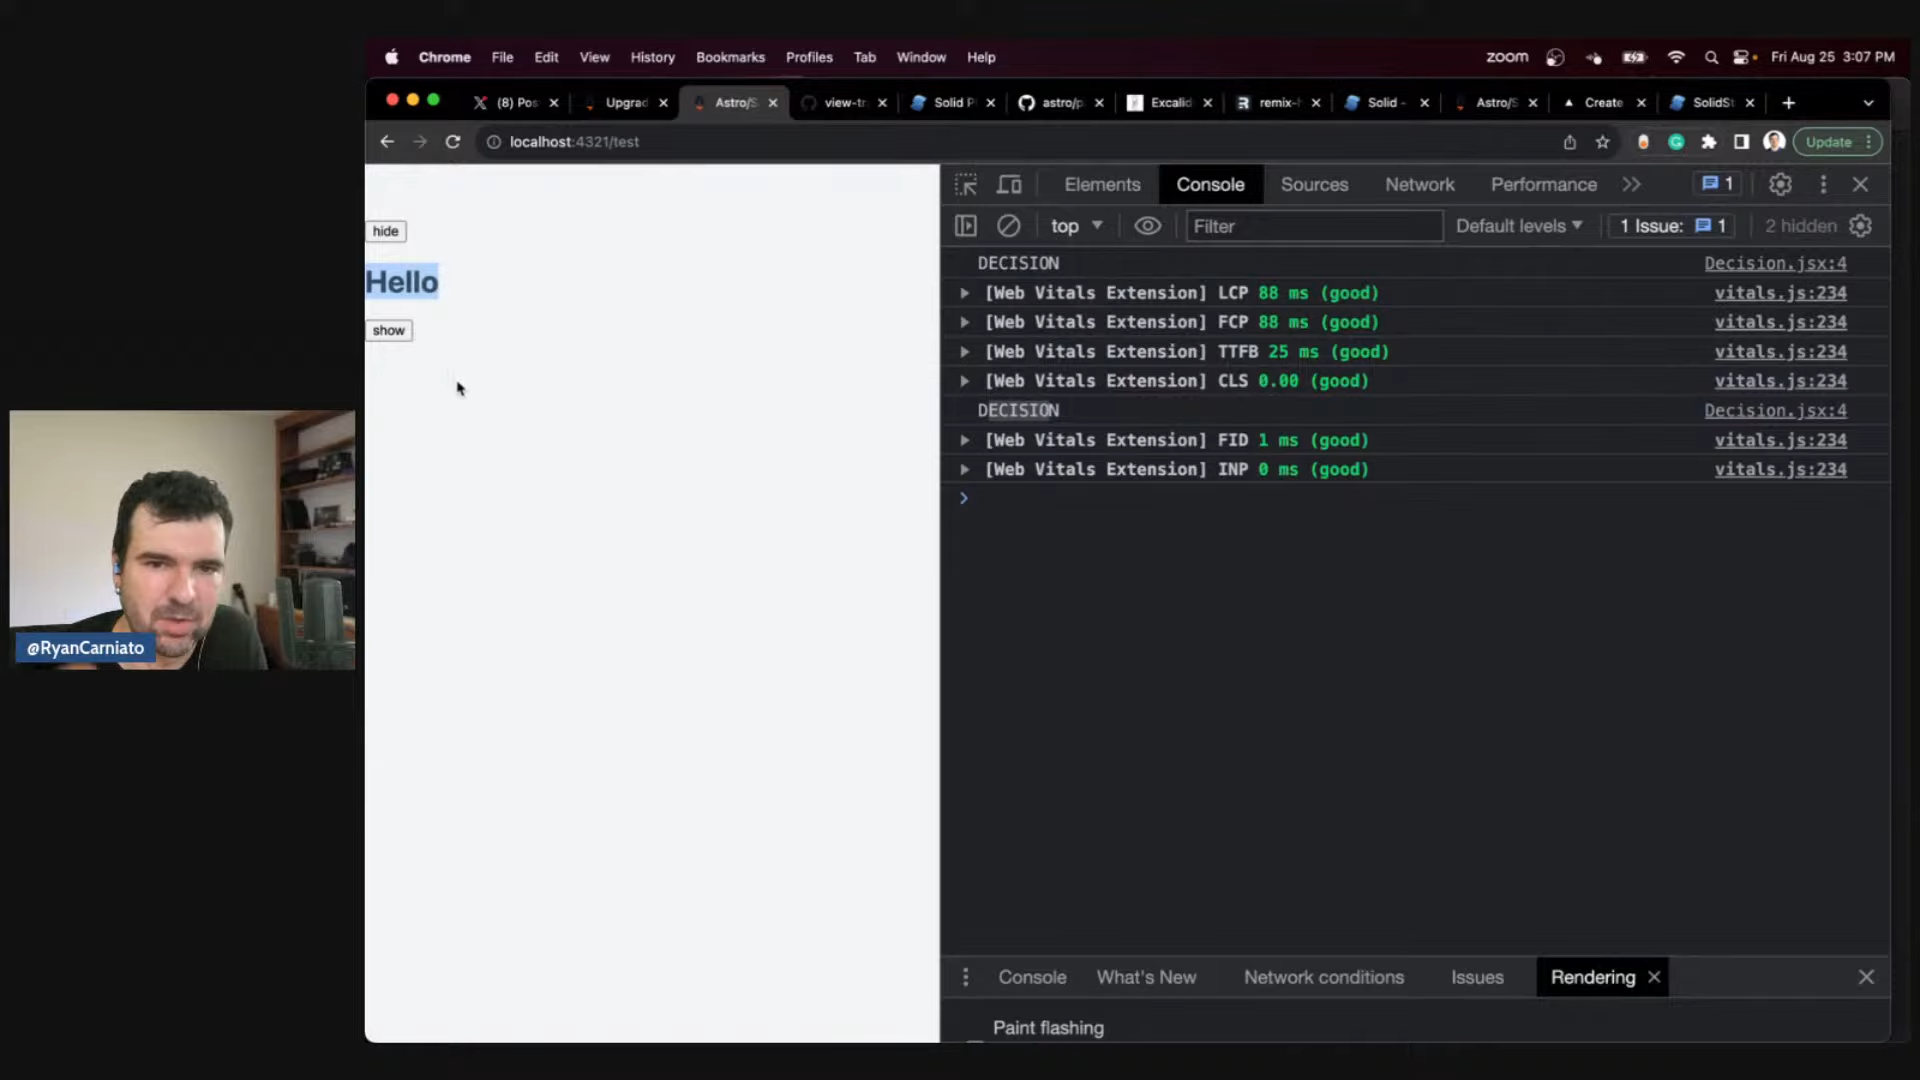 Chrome File Edit View History Bookmarks Profiles Tab Window Help zoom Fri Aug 25 3:07 PM
(8) Pos Upgrad Astro/S view-tr Solid P astro/p Excalid remix- Solid - Astro/S Create SolidSt
localhost:4321/test Update
Elements Console Sources Network Performance 1
top Filter Default levels 1 Issue: 1 2 hidden
hide
Hello
show
DECISION Decision.jsx:4
[Web Vitals Extension] LCP 88 ms (good) vitals.js:234
[Web Vitals Extension] FCP 88 ms (good) vitals.js:234
[Web Vitals Extension] TTFB 25 ms (good) vitals.js:234
[Web Vitals Extension] CLS 0.00 (good) vitals.js:234
DECISION Decision.jsx:4
[Web Vitals Extension] FID 1 ms (good) vitals.js:234
[Web Vitals Extension] INP 0 ms (good) vitals.js:234
@RyanCarniato
Console What's New Network conditions Issues Rendering
Paint flashing